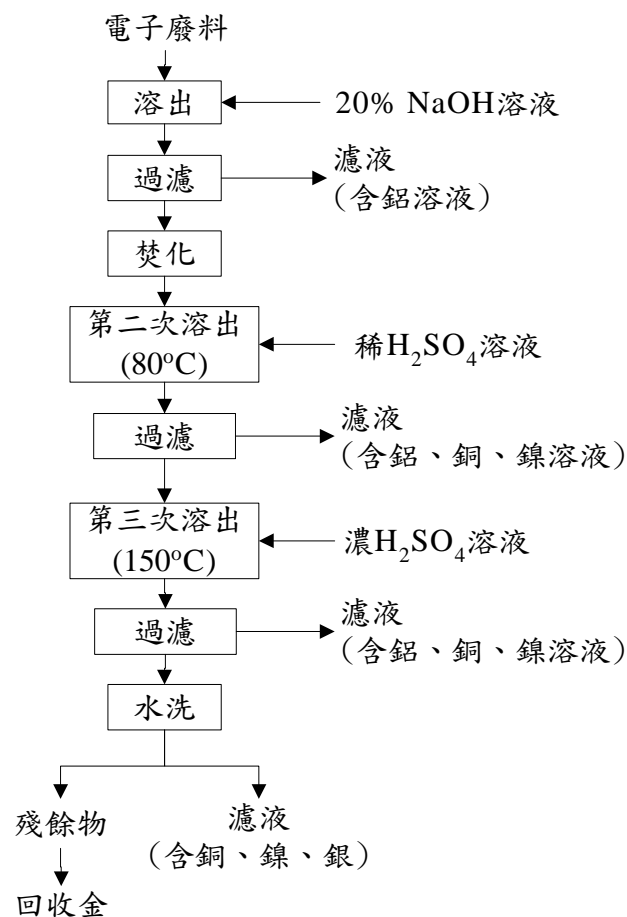 電子廢料
溶出
20% NaOH溶液
過濾
濾液
(含鋁溶液)
焚化
第二次溶出
(80°C)
稀H₂SO₄溶液
過濾
濾液
(含鋁、銅、鎳溶液)
第三次溶出
(150°C)
濃H₂SO₄溶液
過濾
濾液
(含鋁、銅、鎳溶液)
水洗
殘餘物
濾液
(含銅、鎳、銀)
回收金